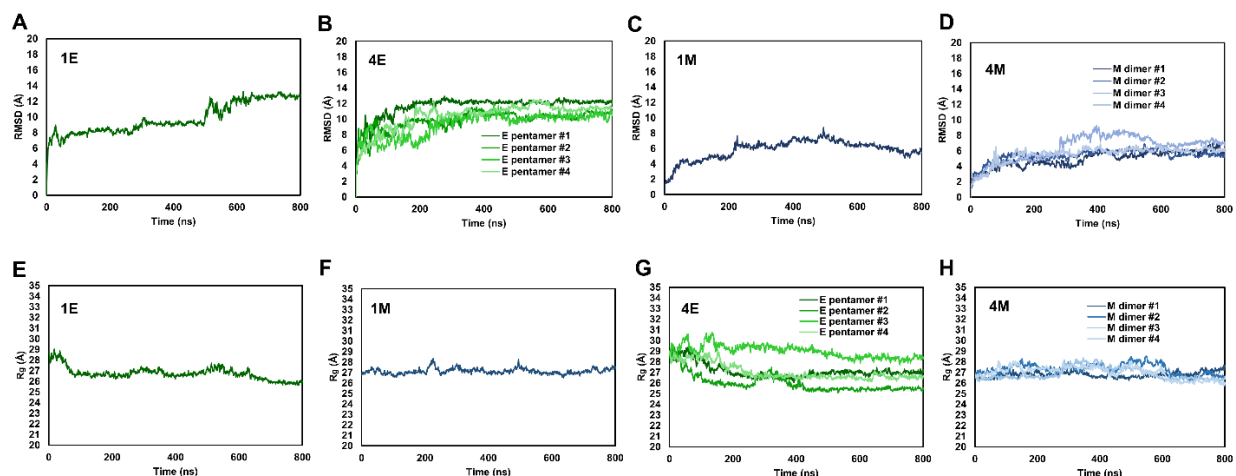 A
1E
RMSD (Å)
20
18
16
14
12
10
8
6
4
2
0
0 200 400 600 800
Time (ns)
B
4E
RMSD (Å)
20
18
16
14
12
10
8
6
4
2
0
E pentamer #1
E pentamer #2
E pentamer #3
E pentamer #4
0 200 400 600 800
Time (ns)
C
1M
RMSD (Å)
20
18
16
14
12
10
8
6
4
2
0
0 200 400 600 800
Time (ns)
D
4M
RMSD (Å)
20
18
16
14
12
10
8
6
4
2
0
M dimer #1
M dimer #2
M dimer #3
M dimer #4
0 200 400 600 800
Time (ns)
E
1E
Rg (Å)
35
34
33
32
31
30
29
28
27
26
25
24
23
22
21
20
0 200 400 600 800
Time (ns)
F
1M
Rg (Å)
35
34
33
32
31
30
29
28
27
26
25
24
23
22
21
20
0 200 400 600 800
Time (ns)
G
4E
Rg (Å)
35
34
33
32
31
30
29
28
27
26
25
24
23
22
21
20
E pentamer #1
E pentamer #2
E pentamer #3
E pentamer #4
0 200 400 600 800
Time (ns)
H
4M
Rg (Å)
35
34
33
32
31
30
29
28
27
26
25
24
23
22
21
20
M dimer #1
M dimer #2
M dimer #3
M dimer #4
0 200 400 600 800
Time (ns)